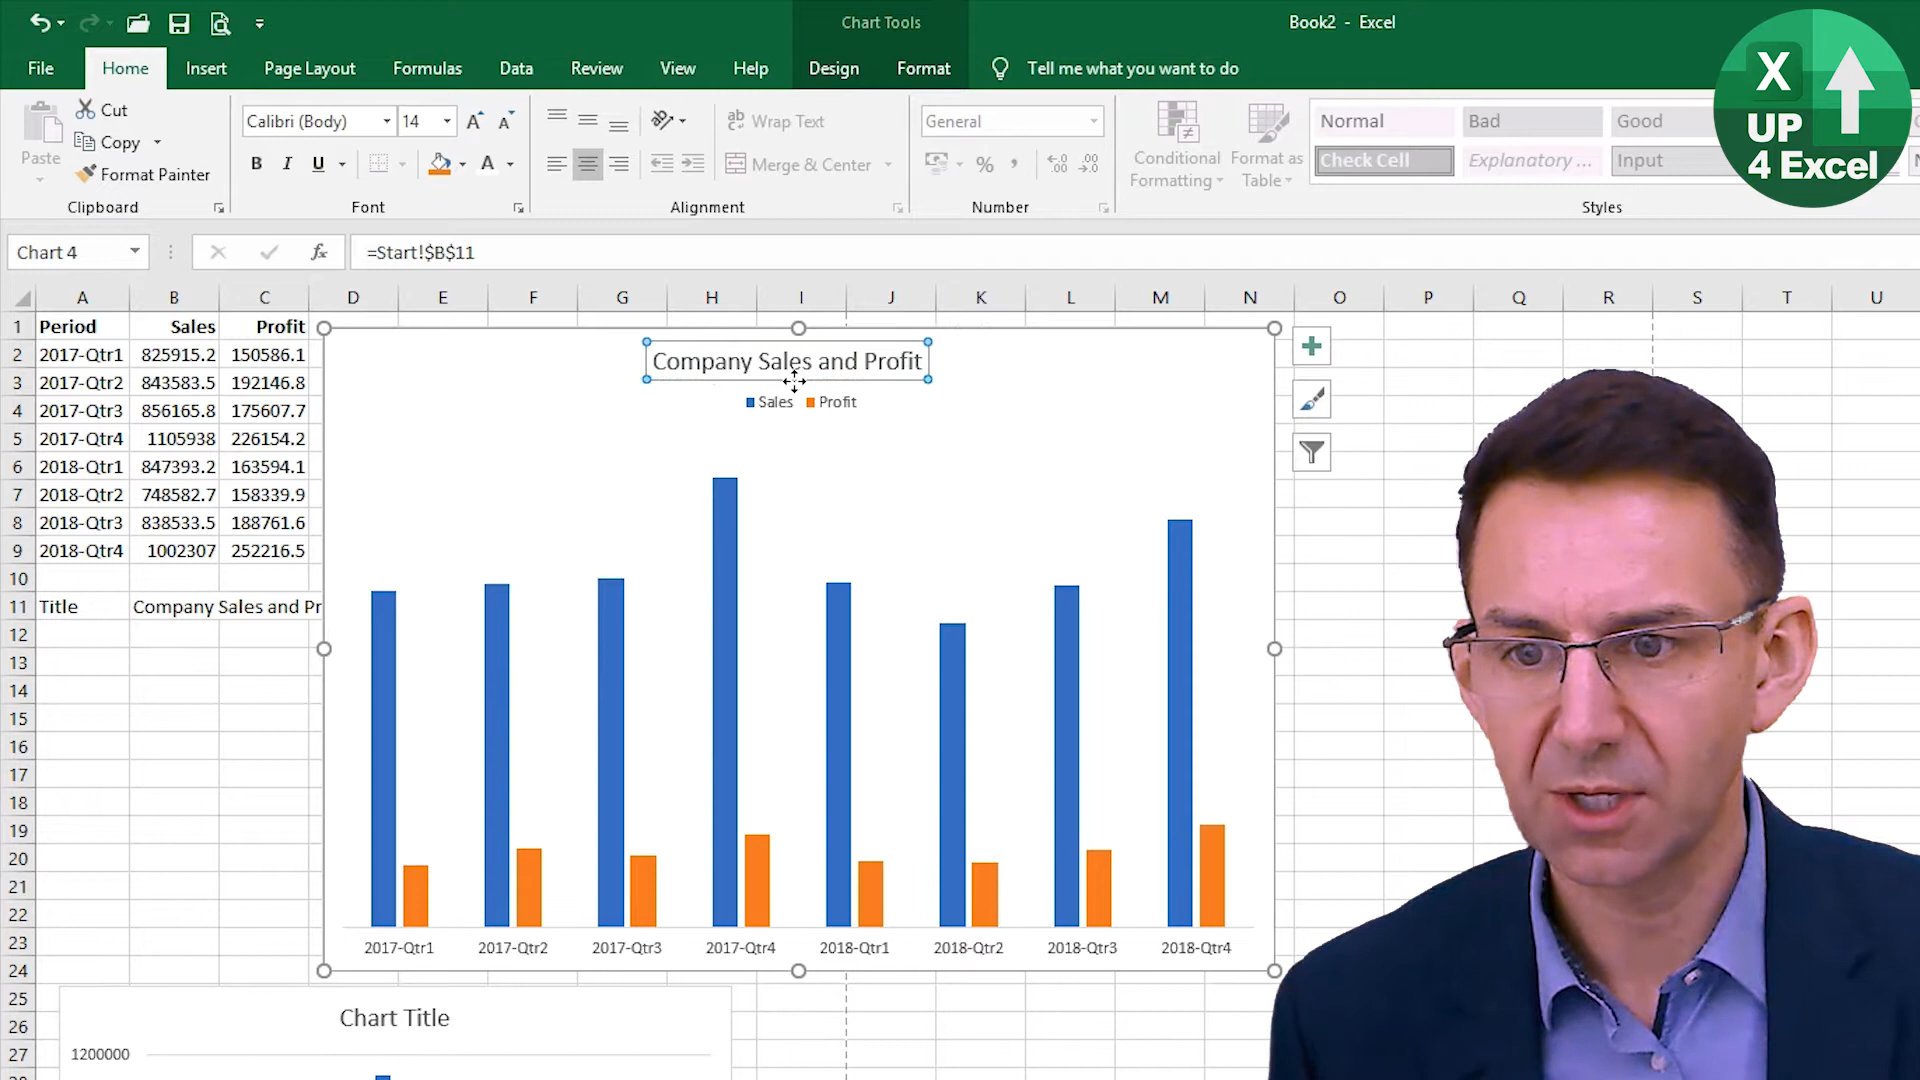 Chart Tools
Book2 - Excel
File Home Insert Page Layout Formulas Data Review View Help Design Format Tell me what you want to do
X
UP
4 Excel
Paste
Cut
Copy
Format Painter
Clipboard
Calibri (Body) 14
A A
B I U A
Font
ab Wrap Text
Merge & Center
Alignment
General
% , .00
Number
Conditional Formatting
Format as Table
Normal Bad Good
Check Cell Explanatory ... Input
Styles
Chart 4 fx =Start!$B$11
A B C D E F G H I J K L M N O P Q R S T U
1 Period Sales Profit
2 2017-Qtr1 825915.2 150586.1
3 2017-Qtr2 843583.5 192146.8
4 2017-Qtr3 856165.8 175607.7
5 2017-Qtr4 1105938 226154.2
6 2018-Qtr1 847393.2 163594.1
7 2018-Qtr2 748582.7 158339.9
8 2018-Qtr3 838533.5 188761.6
9 2018-Qtr4 1002307 252216.5
10
11 Title Company Sales and Pr
12
13
14
15
16
17
18
19
20
21
22
23
24
25
26
27
Company Sales and Profit
Sales Profit
2017-Qtr1 2017-Qtr2 2017-Qtr3 2017-Qtr4 2018-Qtr1 2018-Qtr2 2018-Qtr3 2018-Qtr4
Chart Title
1200000